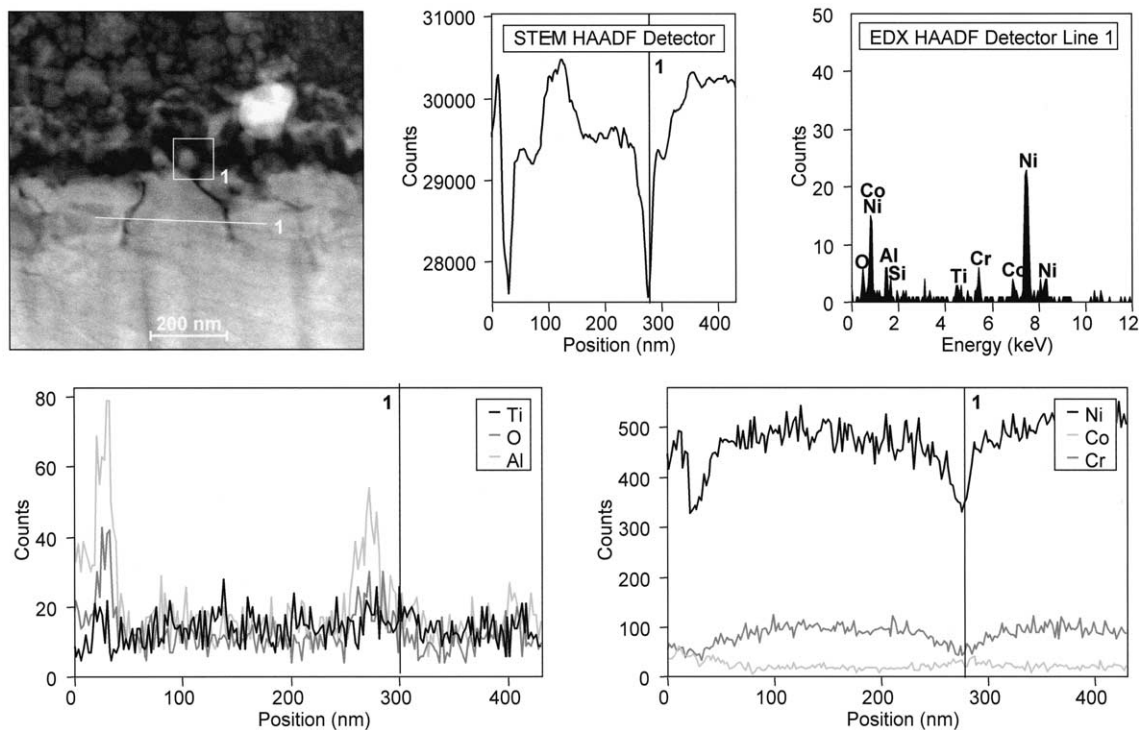 1
1
200 nm
STEM HAADF Detector
1
31000
30000
29000
28000
Counts
0 100 200 300 400
Position (nm)
EDX HAADF Detector Line 1
50
40
30
20
10
0
Counts
Co
Ni
O
Al
Si
Ti
Cr
Co
Ni
Ni
0 2 4 6 8 10 12
Energy (keV)
80
60
40
20
0
Counts
1
Ti
O
Al
0 100 200 300 400
Position (nm)
500
400
300
200
100
0
Counts
1
Ni
Co
Cr
0 100 200 300 400
Position (nm)